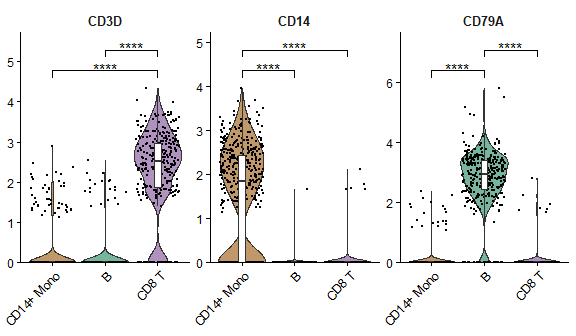 CD3D
CD14
CD79A
****
****
****
****
****
****
5
4
3
2
1
0
5
4
3
2
1
0
6
4
2
0
CD14+ Mono
B
CD8 T
CD14+ Mono
B
CD8 T
CD14+ Mono
B
CD8 T